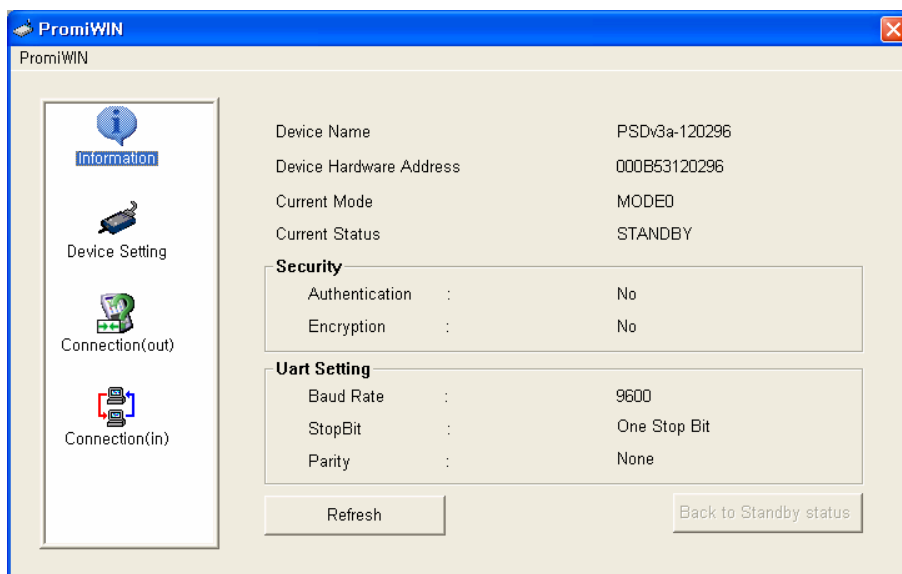 PromiWIN
PromiWIN
Information
Device Setting
Connection(out)
Connection(in)
Device Name PSDv3a-120296
Device Hardware Address 000B53120296
Current Mode MODE0
Current Status STANDBY
Security
Authentication : No
Encryption : No
Uart Setting
Baud Rate : 9600
StopBit : One Stop Bit
Parity : None
Refresh Back to Standby status